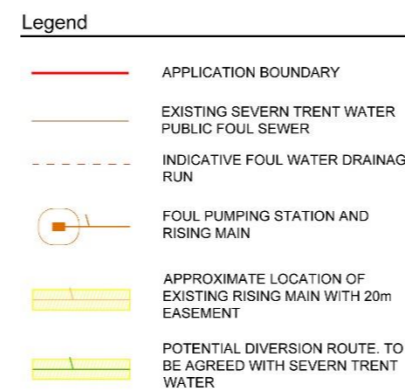 Legend
APPLICATION BOUNDARY
EXISTING SEVERN TRENT WATER
PUBLIC FOUL SEWER
INDICATIVE FOUL WATER DRAINAG
RUN
FOUL PUMPING STATION AND
RISING MAIN
APPROXIMATE LOCATION OF
EXISTING RISING MAIN WITH 20m
EASEMENT
POTENTIAL DIVERSION ROUTE. TO
BE AGREED WITH SEVERN TRENT
WATER